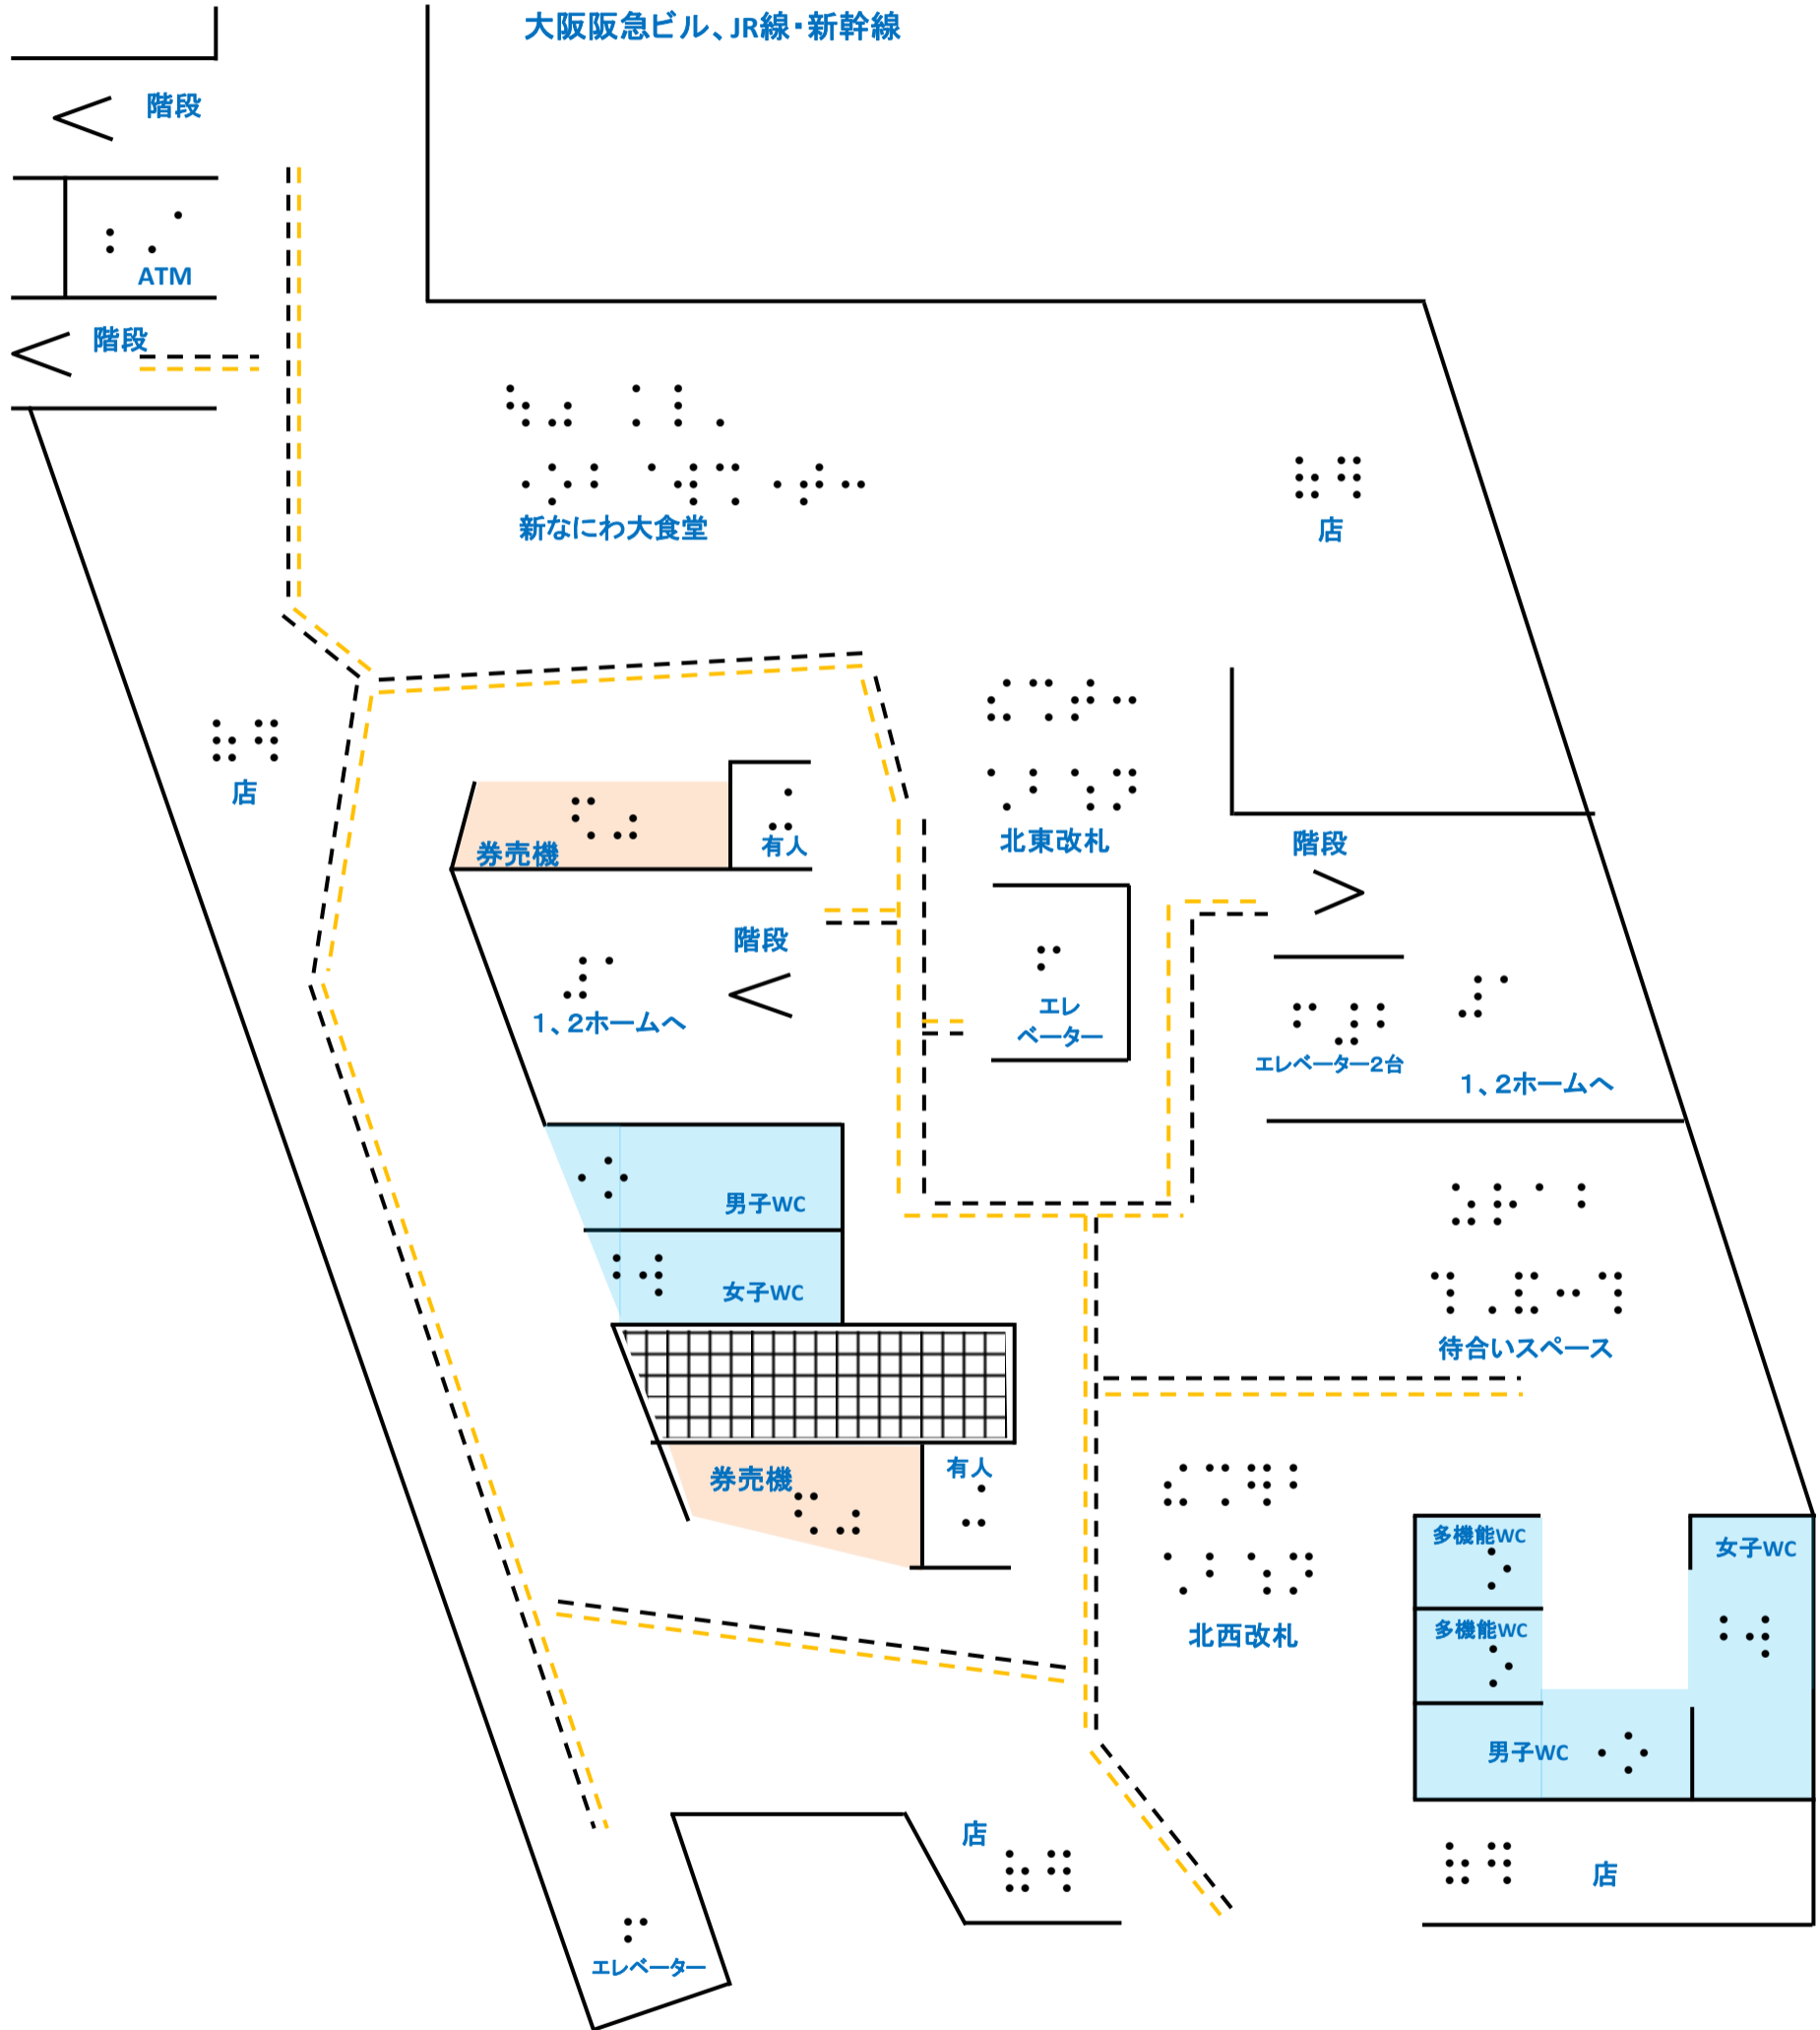 大阪阪急ビル、JR線・新幹線
階段
ATM
階段
新なにわ大食堂
店
店
券売機
有人
北東改札
階段
階段
1、2ホームへ
エレ
ベーター
エレベーター2台
1、2ホームへ
男子WC
女子WC
待合いスペース
券売機
有人
北西改札
多機能WC
女子WC
多機能WC
男子WC
店
店
エレベーター